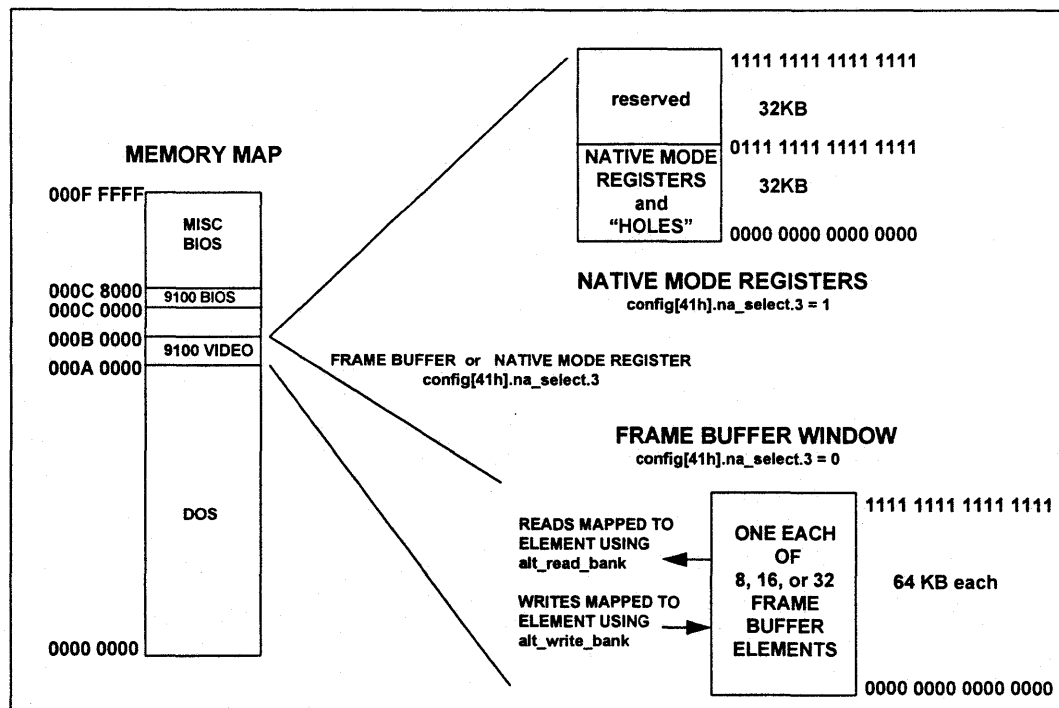 MEMORY MAP
000F FFFF
MISC
BIOS
000C 8000
9100 BIOS
000C 0000
000B 0000
9100 VIDEO
000A 0000
DOS
0000 0000
1111 1111 1111 1111
reserved
32KB
0111 1111 1111 1111
NATIVE MODE
REGISTERS
and
"HOLES"
32KB
0000 0000 0000 0000
NATIVE MODE REGISTERS
config[41h].na_select.3 = 1
FRAME BUFFER or NATIVE MODE REGISTER
config[41h].na_select.3
FRAME BUFFER WINDOW
config[41h].na_select.3 = 0
1111 1111 1111 1111
READS MAPPED TO
ELEMENT USING
alt_read_bank
WRITES MAPPED TO
ELEMENT USING
alt_write_bank
ONE EACH
OF
8, 16, or 32
FRAME
BUFFER
ELEMENTS
64 KB each
0000 0000 0000 0000